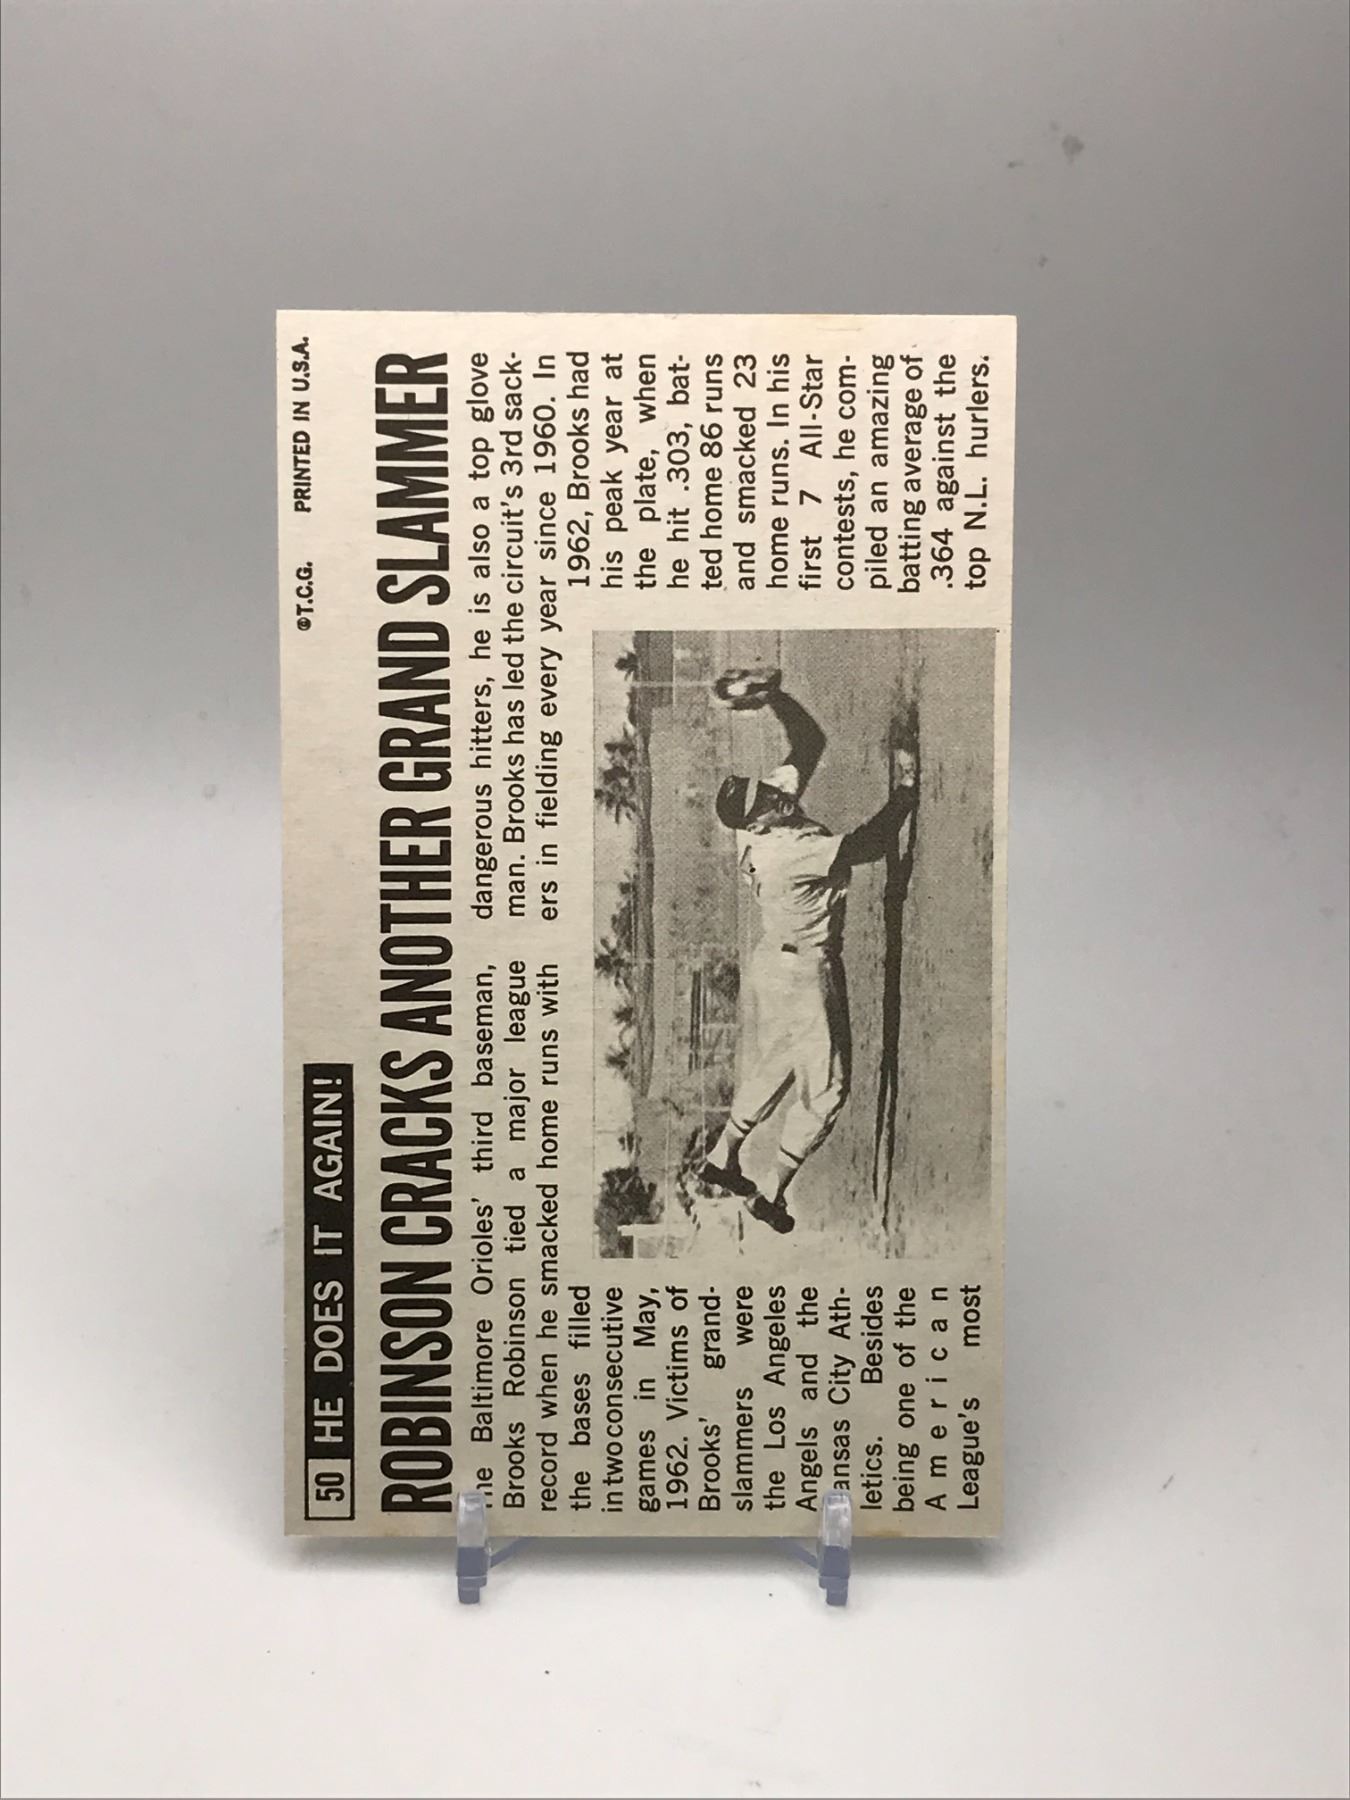 50 HE DOES IT AGAIN!
©T.C.G. PRINTED IN U.S.A.
ROBINSON CRACKS ANOTHER GRAND SLAMMER
he Baltimore Orioles' third baseman,
Brooks Robinson tied a major league
record when he smacked home runs with
the bases filled
in two consecutive
games in May,
1962. Victims of
Brooks' grand-
slammers were
the Los Angeles
Angels and the
ansas City Ath-
letics. Besides
being one of the
American
League's most
dangerous hitters, he is also a top glove
man. Brooks has led the circuit's 3rd sack-
ers in fielding every year since 1960. In
1962, Brooks had
his peak year at
the plate, when
he hit .303, bat-
ted home 86 runs
and smacked 23
home runs. In his
first 7 All-Star
contests, he com-
piled an amazing
batting average of
.364 against the
top N.L. hurlers.